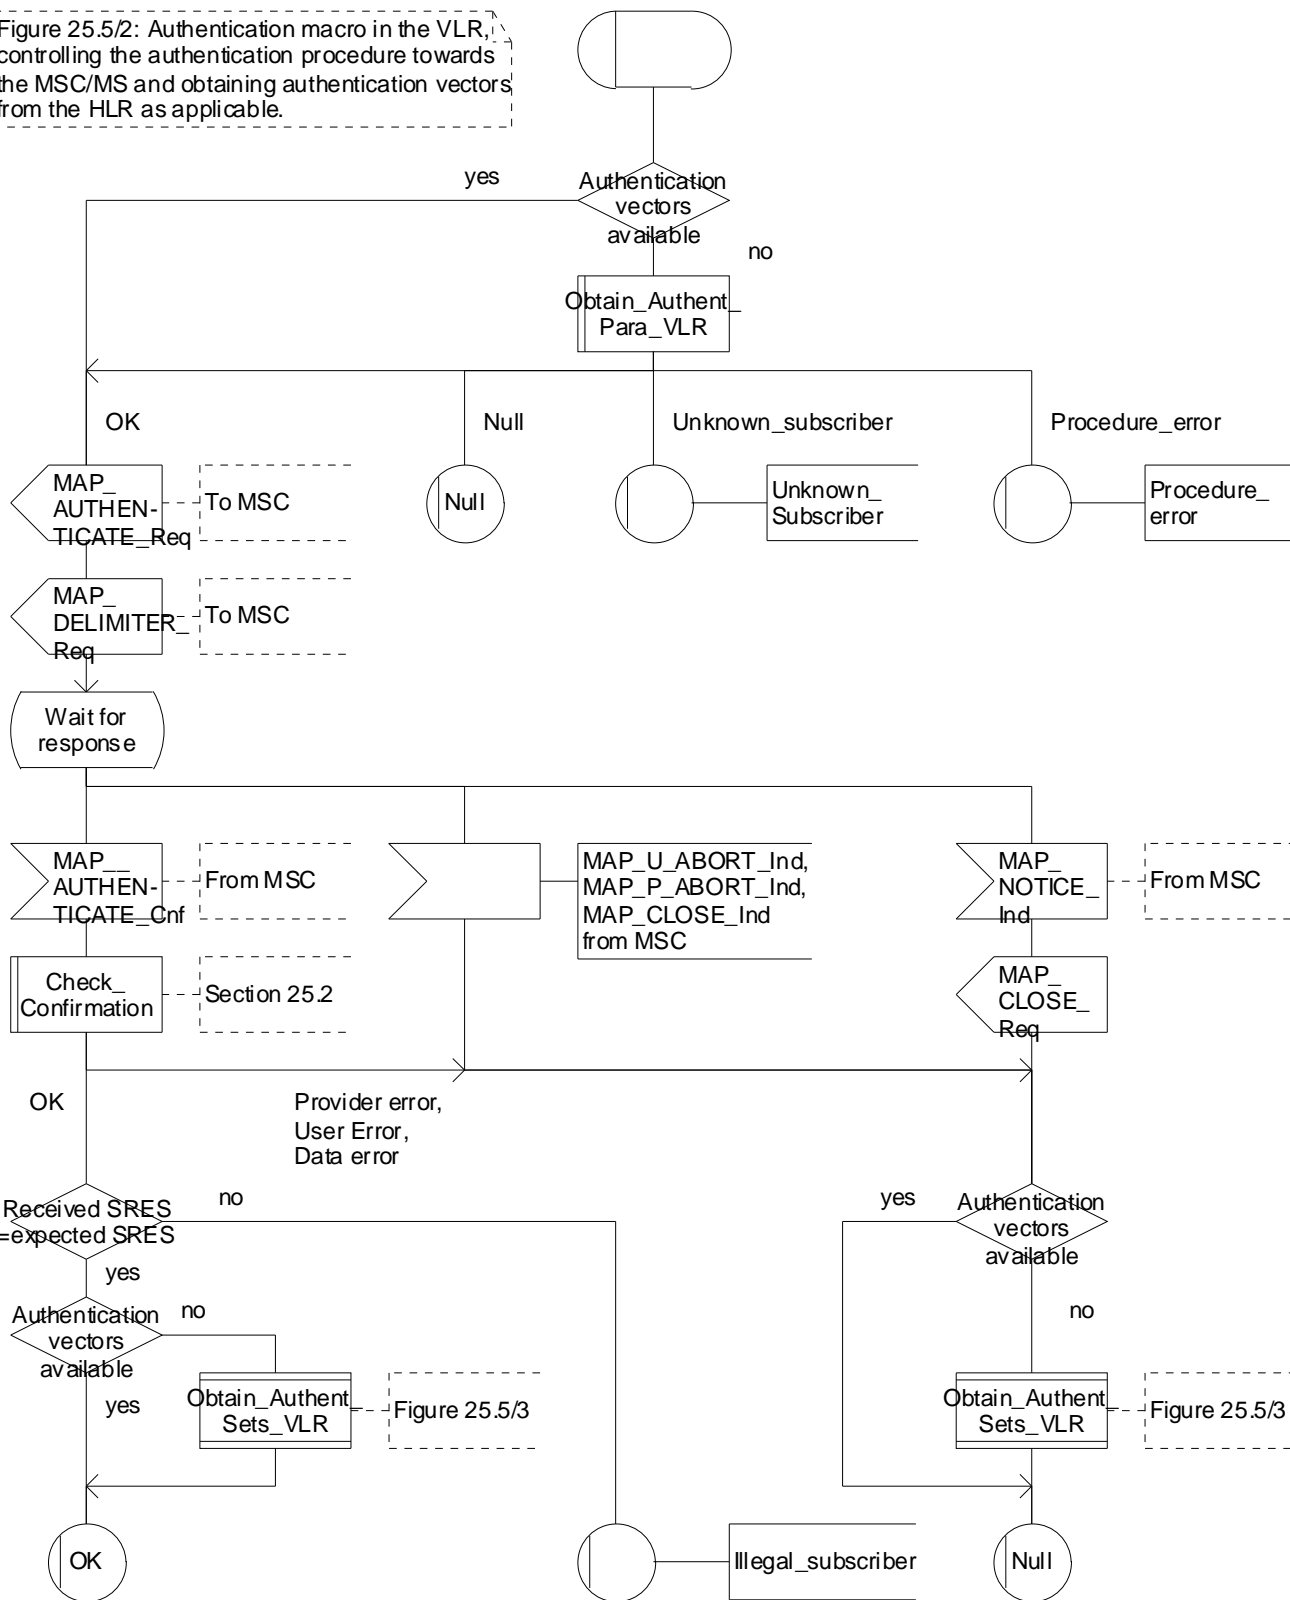 Figure 25.5/2: Authentication macro in the VLR,
controlling the authentication procedure towards
the MSC/MS and obtaining authentication vectors
from the HLR as applicable.
yes
Authentication
vectors
available
no
Obtain_Authent_
Para_VLR
OK
Null
Unknown_subscriber
Procedure_error
MAP_
AUTHEN-
TICATE_Req
To MSC
Null
Unknown_
Subscriber
Procedure_
error
MAP_
DELIMITER_
Req
To MSC
Wait for
response
MAP__
AUTHEN-
TICATE_Cnf
From MSC
MAP_U_ABORT_Ind,
MAP_P_ABORT_Ind,
MAP_CLOSE_Ind
from MSC
MAP_
NOTICE_
Ind
From MSC
Check_
Confirmation
Section 25.2
MAP_
CLOSE_
Req
OK
Provider error,
User Error,
Data error
Received SRES
=expected SRES
no
yes
Authentication
vectors
available
yes
Authentication
vectors
available
no
no
yes
Obtain_Authent_
Sets_VLR
Figure 25.5/3
Obtain_Authent_
Sets_VLR
Figure 25.5/3
OK
Illegal_subscriber
Null